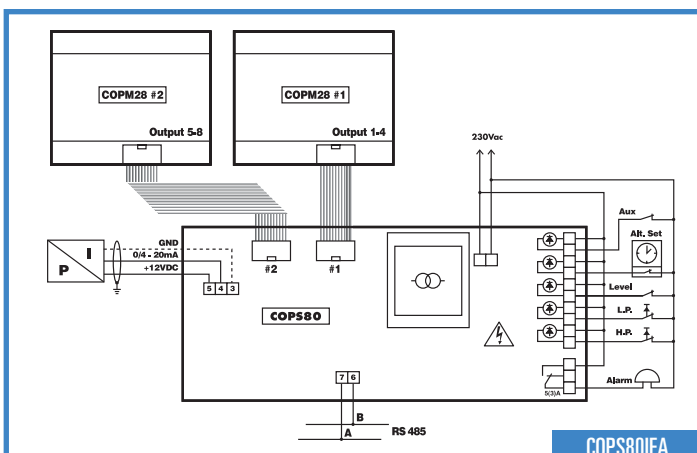 COPM28 #2
Output 5-8
COPM28 #1
Output 1-4
230Vac
Aux
Alt. Set
Level
L.P.
H.P.
Alarm
5(3)A
P
I
GND
0/4 - 20mA
+12VDC
5 4 3
#2
#1
COPS80
7 6
B
A
RS 485
COPS80IEA